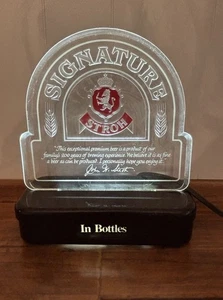 SIGNATURE
STROH
"This exceptional premium beer is a product of our
family's 200 years of brewing experience. We believe it is as fine
a beer as can be produced. I personally hope you enjoy it."
In Bottles